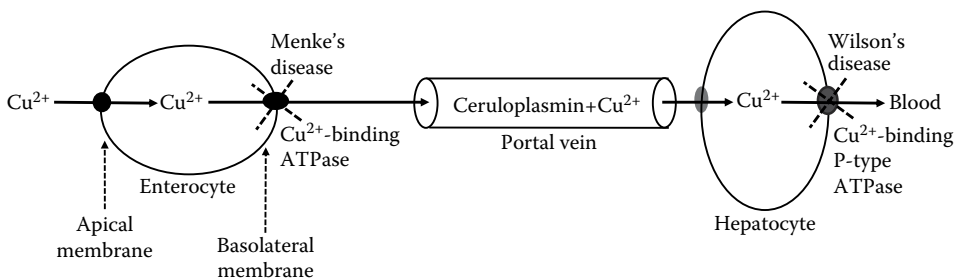 Cu²⁺
Cu²⁺
Menke's
disease
Cu²⁺-binding
ATPase
Enterocyte
Apical
membrane
Basolateral
membrane
Ceruloplasmin+Cu²⁺
Portal vein
Cu²⁺
Hepatocyte
Wilson's
disease
Blood
Cu²⁺-binding
P-type
ATPase